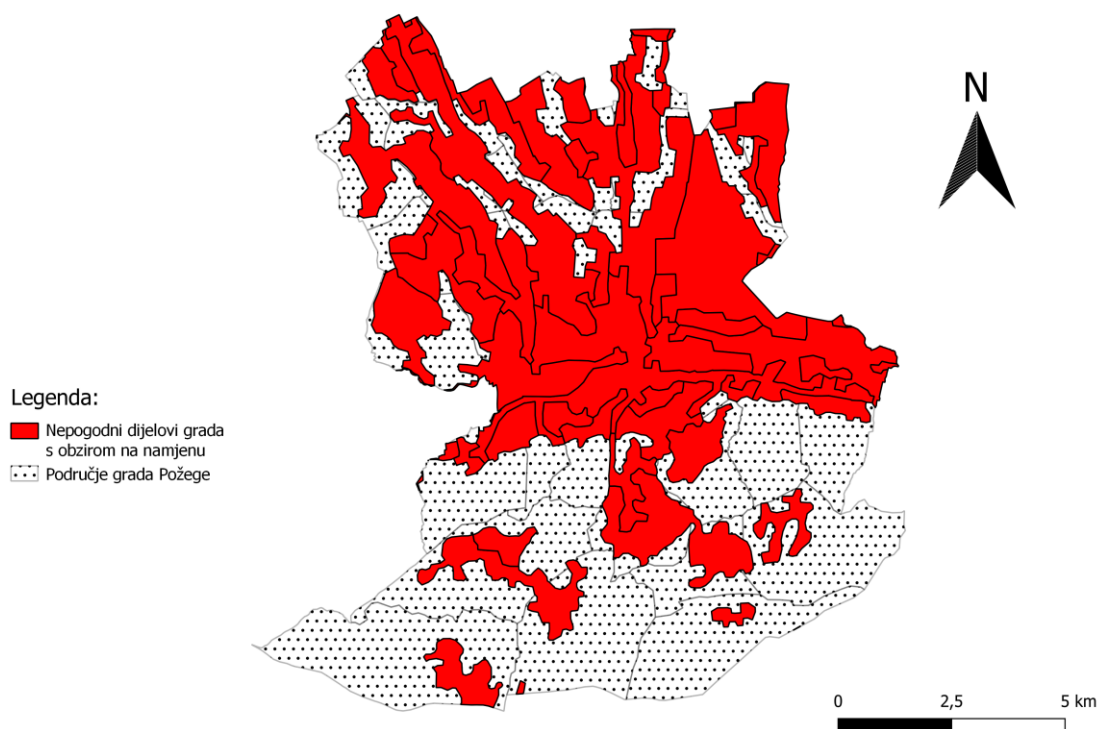 N
Legenda:
Nepogodni dijelovi grada
s obzirom na namjenu
Područje grada Požege
0 2,5 5 km